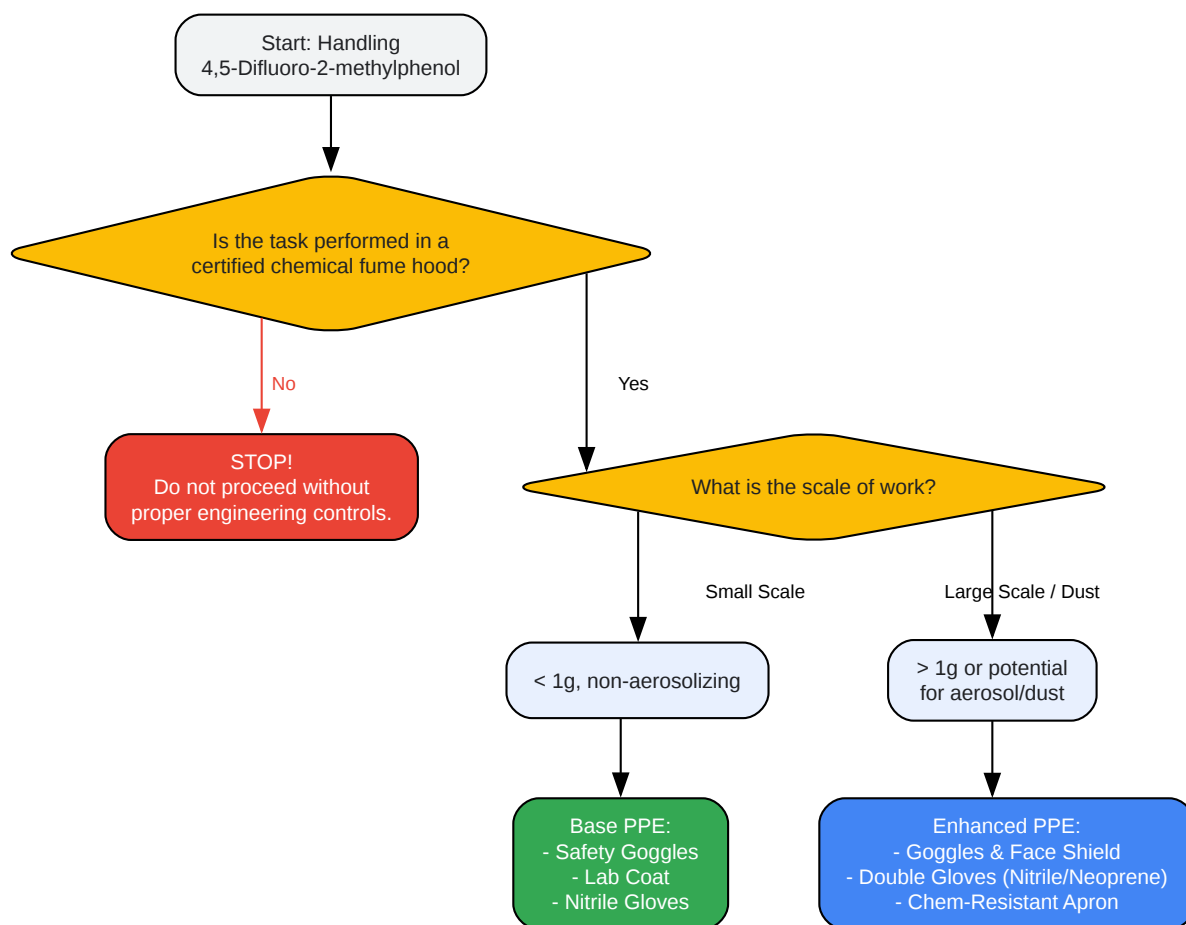 Start: Handling
4,5-Difluoro-2-methylphenol
Is the task performed in a
certified chemical fume hood?
No
Yes
STOP!
Do not proceed without
proper engineering controls.
What is the scale of work?
Small Scale
Large Scale / Dust
< 1g, non-aerosolizing
> 1g or potential
for aerosol/dust
Base PPE:
- Safety Goggles
- Lab Coat
- Nitrile Gloves
Enhanced PPE:
- Goggles & Face Shield
- Double Gloves (Nitrile/Neoprene)
- Chem-Resistant Apron